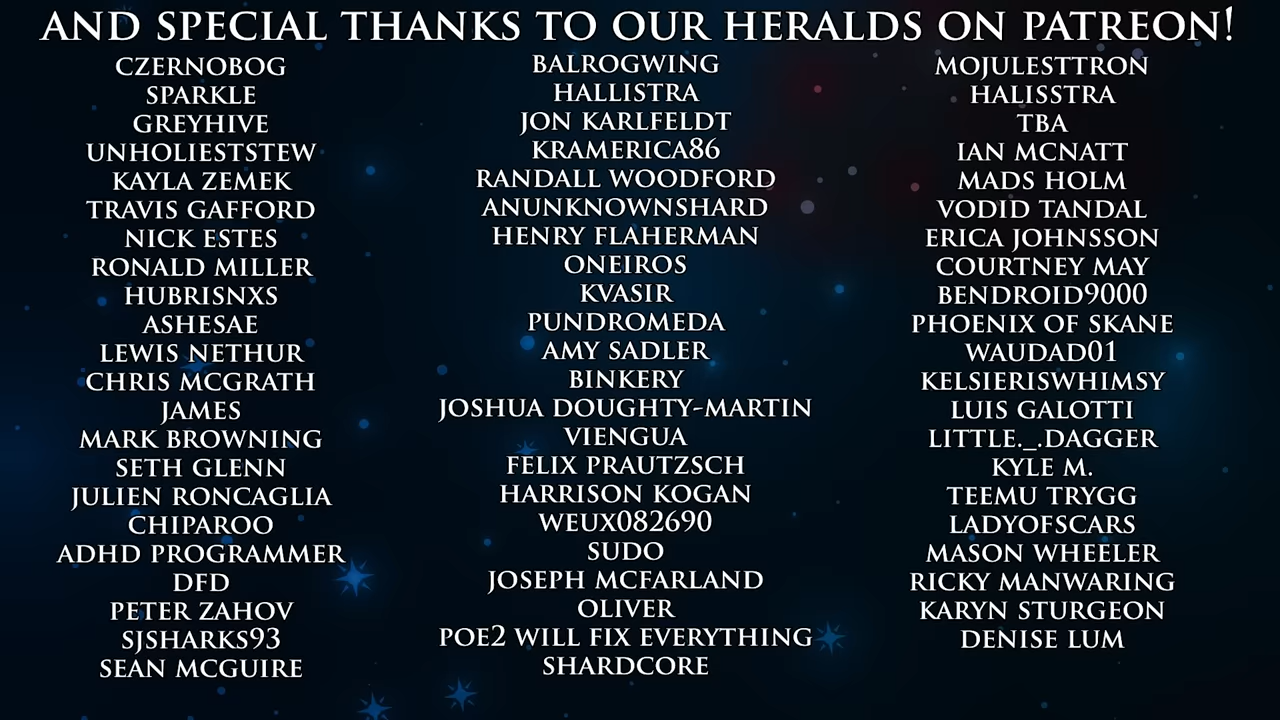 AND SPECIAL THANKS TO OUR HERALDS ON PATREON!
CZERNOBOG
SPARKLE
GREYHIVE
UNHOLIESTSTEW
KAYLA ZEMEK
TRAVIS GAFFORD
NICK ESTES
RONALD MILLER
HUBRISNXS
ASHESAE
LEWIS NETHUR
CHRIS MCGRATH
JAMES
MARK BROWNING
SETH GLENN
JULIEN RONCAGLIA
CHIPAROO
ADHD PROGRAMMER
DFD
PETER ZAHOV
SJSHARKS93
SEAN MCGUIRE
BALROGWING
HALLISTRA
JON KARLFELDT
KRAMERICA86
RANDALL WOODFORD
ANUNKNOWNSHARD
HENRY FLAHERMAN
ONEIROS
KVASIR
PUNDROMEDA
AMY SADLER
BINKERY
JOSHUA DOUGHTY-MARTIN
VIENGUA
FELIX PRAUTZSCH
HARRISON KOGAN
WEUX082690
SUDO
JOSEPH MCFARLAND
OLIVER
POE2 WILL FIX EVERYTHING
SHARDCORE
MOJULESTTRON
HALISSTRA
TBA
IAN MCNATT
MADS HOLM
VODID TANDAL
ERICA JOHNSSON
COURTNEY MAY
BENDROID9000
PHOENIX OF SKANE
WAUDAD01
KELSIERISWHIMSY
LUIS GALOTTI
LITTLE._.DAGGER
KYLE M.
TEEMU TRYGG
LADYOFSCARS
MASON WHEELER
RICKY MANWARING
KARYN STURGEON
DENISE LUM